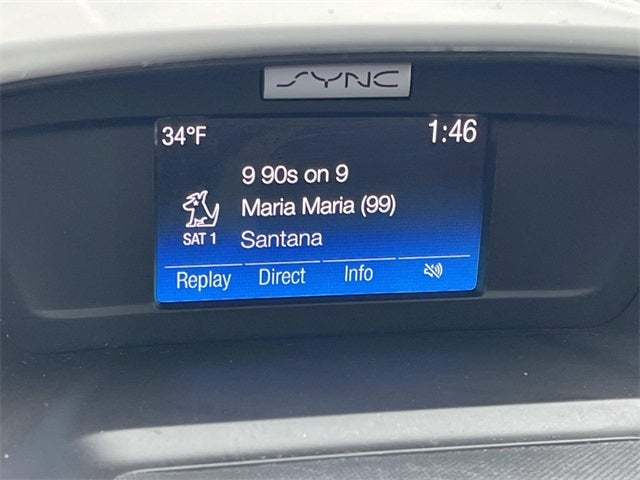 SYNC
34°F 1:46
9 90s on 9
Maria Maria (99)
SAT 1 Santana
Replay Direct Info